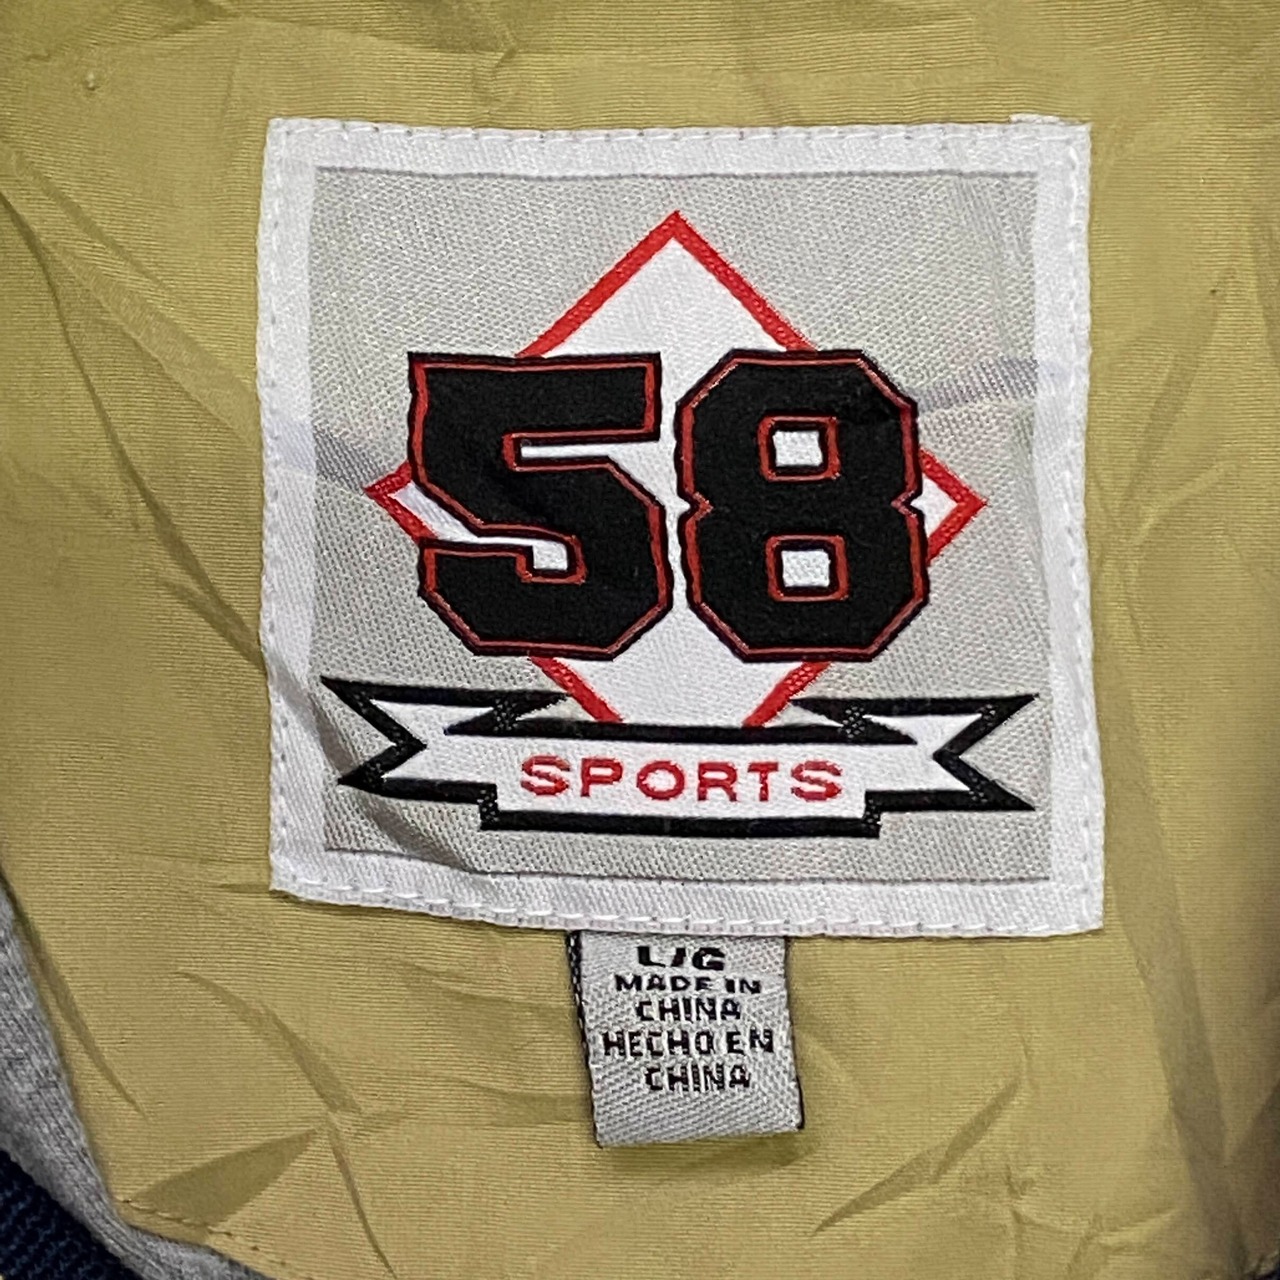 58
SPORTS
L/G
MADE IN
CHINA
HECHO EN
CHINA